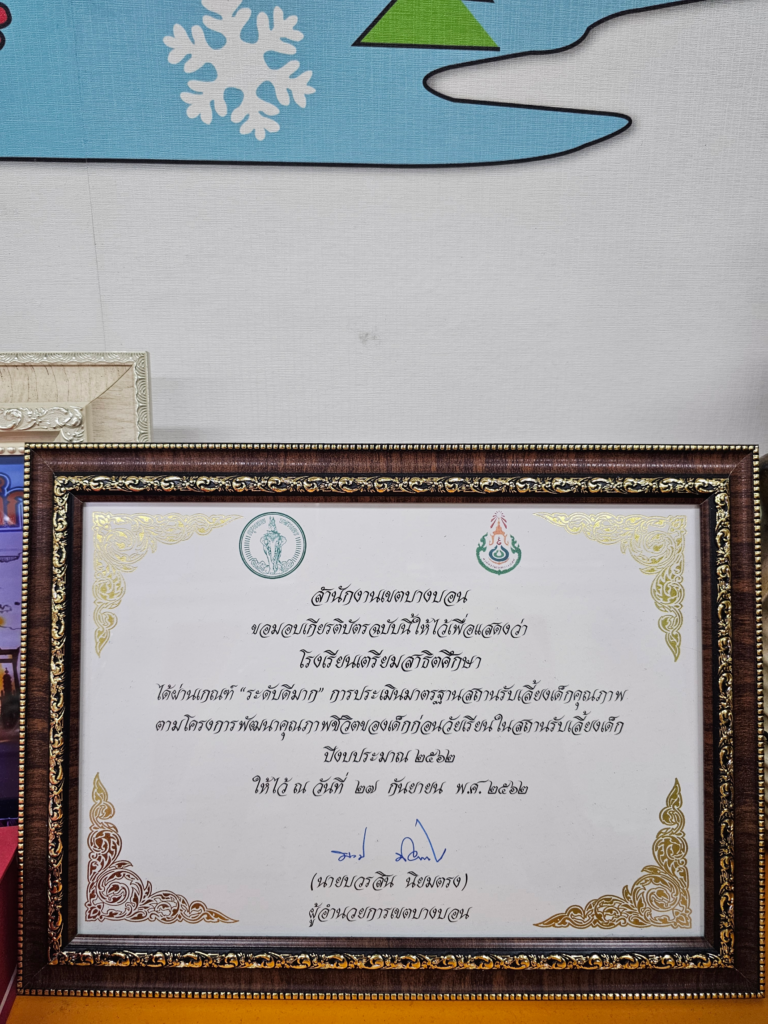 สำนักงานเขตบางบอน
ขอมอบเกียรติบัตรฉบับนี้ให้ไว้เพื่อแสดงว่า
โรงเรียนเตรียมสาธิตศึกษา
ได้ผ่านเกณฑ์ “ระดับดีมาก” การประเมินมาตรฐานสถานรับเลี้ยงเด็กคุณภาพ
ตามโครงการพัฒนาคุณภาพชีวิตของเด็กก่อนวัยเรียนในสถานรับเลี้ยงเด็ก
ปีงบประมาณ ๒๕๖๒
ให้ไว้ ณ วันที่ ๒๗ กันยายน พ.ศ. ๒๕๖๒
(นายบวรสิน นิยมตรง)
ผู้อำนวยการเขตบางบอน